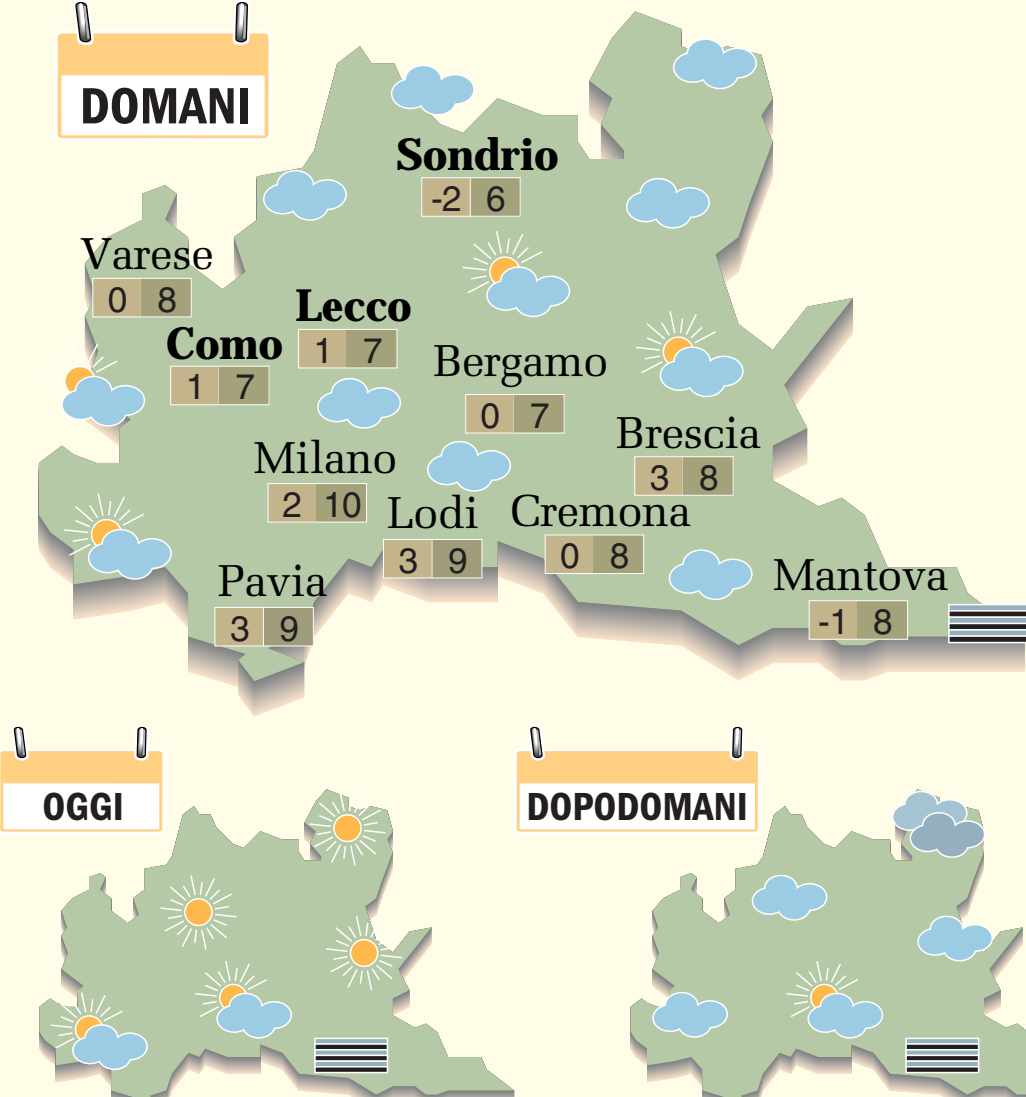 DOMANI
Sondrio
-2 6
Varese
0 8
Lecco
1 7
Como
1 7
Bergamo
0 7
Brescia
3 8
Milano
2 10
Lodi
3 9
Cremona
0 8
Pavia
3 9
Mantova
-1 8
OGGI
DOPODOMANI